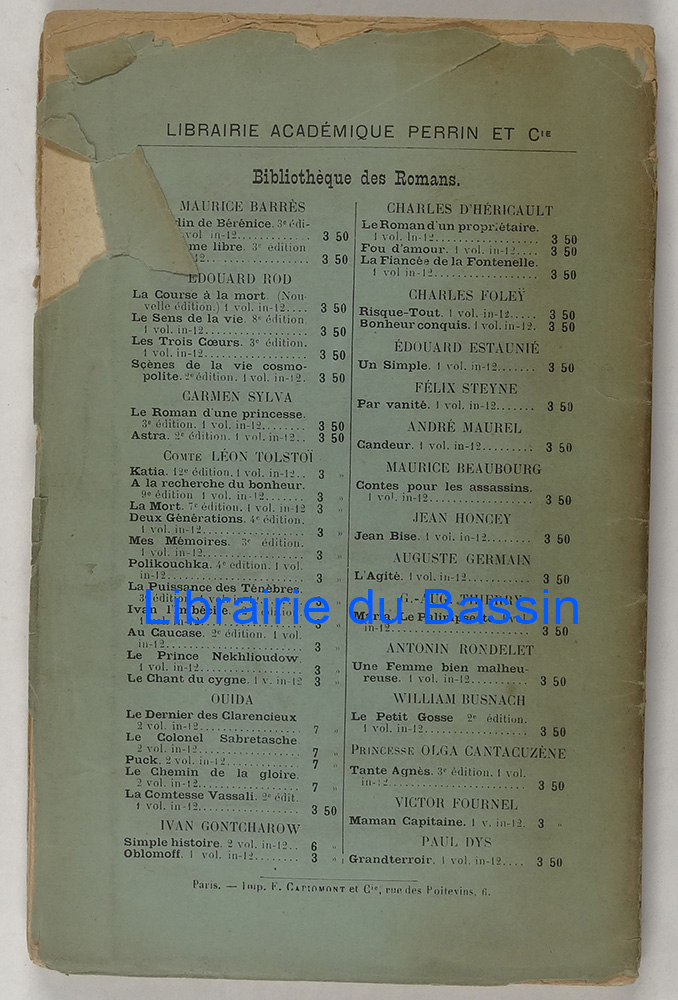 LIBRAIRIE ACADÉMIQUE PERRIN ET Cie
Bibliothèque des Romans.
MAURICE BARRÈS
din de Bérénice. 3e édi-
vol in-12............ 3 50
me libre. 3e édition
12.. ............... 3 50
EDOUARD ROD
La Course à la mort. (Nou-
velle édition.) 1 vol. in-12.... 3 50
Le Sens de la vie. 8e édition.
1 vol. in-12................ 3 50
Les Trois Cœurs. 3e édition.
1 vol. in-12................ 3 50
Scènes de la vie cosmo-
polite. 2e édition. 1 vol. in-12. 3 50
CARMEN SYLVA
Le Roman d'une princesse.
3e édition. 1 vol. in-12........ 3 50
Astra. 2e édition. 1 vol. in-12.. 3 50
Comte LÉON TOLSTOÏ
Katia. 12e édition. 1 vol. in-12.. 3 »
A la recherche du bonheur.
9e édition 1 vol. in-12....... 3 »
La Mort. 7e édition. 1 vol. in-12 3 »
Deux Générations. 4e édition.
1 vol. in-12................ 3 »
Mes Mémoires. 3e édition.
1 vol. in-12................ 3 »
Polikouchka. 4e édition. 1 vol.
in-12...................... 3 »
La Puissance des Ténèbres.
Ivan l'imbécile.
Au Caucase. 2e édition. 1 vol.
in-12...................... 3 »
Le Prince Nekhlioudow.
1 vol. in-12................ 3 »
Le Chant du cygne. 1 v. in-12 3 »
OUIDA
Le Dernier des Clarencieux
2 vol. in-12................ 7 »
Le Colonel Sabretasche.
2 vol. in-12................ 7 »
Puck. 2 vol. in-12............ 7 »
Le Chemin de la gloire.
2 vol. in-12................ 7 »
La Comtesse Vassali. 2e édit.
1 vol. in-12................ 3 50
IVAN GONTCHAROW
Simple histoire. 2 vol. in-12.. 6 »
Oblomoff. 1 vol. in-12........ 3 »
CHARLES D'HÉRICAULT
Le Roman d'un propriétaire.
1 vol. In-12................ 3 50
Fou d'amour. 1 vol. in-12.... 3 50
La Fiancée de la Fontenelle.
1 vol in-12................ 3 50
CHARLES FOLEŸ
Risque-Tout. 1 vol. in-12..... 3 50
Bonheur conquis. 1 vol. in-12. 3 50
ÉDOUARD ESTAUNIÉ
Un Simple. 1 vol. in-12....... 3 50
FÉLIX STEYNE
Par vanité. 1 vol. in-12....... 3 50
ANDRÉ MAUREL
Candeur. 1 vol. in-12......... 3 50
MAURICE BEAUBOURG
Contes pour les assassins.
1 vol. in-12................ 3 50
JEAN HONCEY
Jean Bise. 1 vol. in-12........ 3 50
AUGUSTE GERMAIN
L'Agité. 1 vol. in-12.......... 3 50
G.-AUG. THIERRY
Maria Le Palimpseste
in-12...................... 3 50
ANTONIN RONDELET
Une Femme bien malheu-
reuse. 1 vol. in-12.......... 3 50
WILLIAM BUSNACH
Le Petit Gosse 2e édition.
1 vol. in-12................ 3 50
Princesse OLGA CANTACUZÈNE
Tante Agnès. 3e édition. 1 vol.
in-12...................... 3 50
VICTOR FOURNEL
Maman Capitaine. 1 v. in-12. 3 »
PAUL DYS
Grandterroir. 1 vol. in-12.... 3 50
Paris. — Imp. E. Capiomont et Cie, rue des Poitevins, 6.
Librairie du Bassin